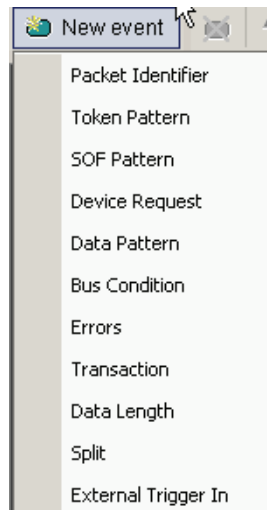 New event
Packet Identifier
Token Pattern
SOF Pattern
Device Request
Data Pattern
Bus Condition
Errors
Transaction
Data Length
Split
External Trigger In